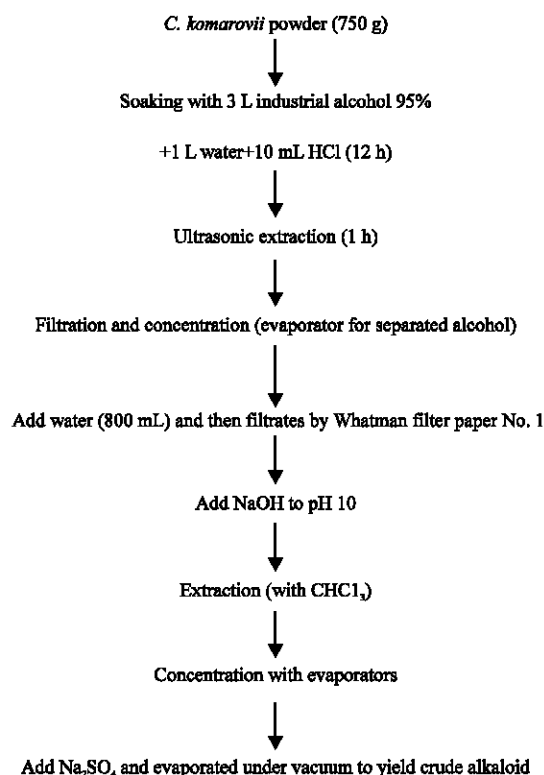 C. komarovii powder (750 g)
Soaking with 3 L industrial alcohol 95%
+1 L water+10 mL HCl (12 h)
Ultrasonic extraction (1 h)
Filtration and concentration (evaporator for separated alcohol)
Add water (800 mL) and then filtrates by Whatman filter paper No. 1
Add NaOH to pH 10
Extraction (with CHC1₃)
Concentration with evaporators
Add Na₂SO₄ and evaporated under vacuum to yield crude alkaloid